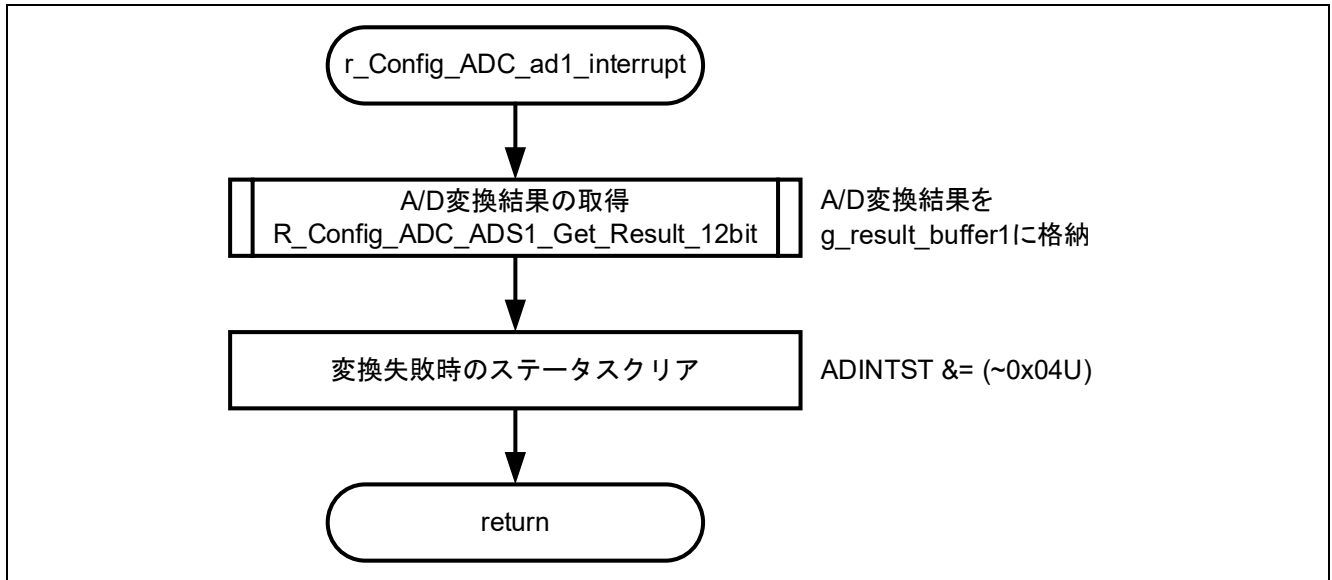 r_Config_ADC_ad1_interrupt
A/D変換結果の取得
R_Config_ADC_ADS1_Get_Result_12bit
A/D変換結果を
g_result_buffer1に格納
変換失敗時のステータスクリア
ADINTST &= (~0x04U)
return